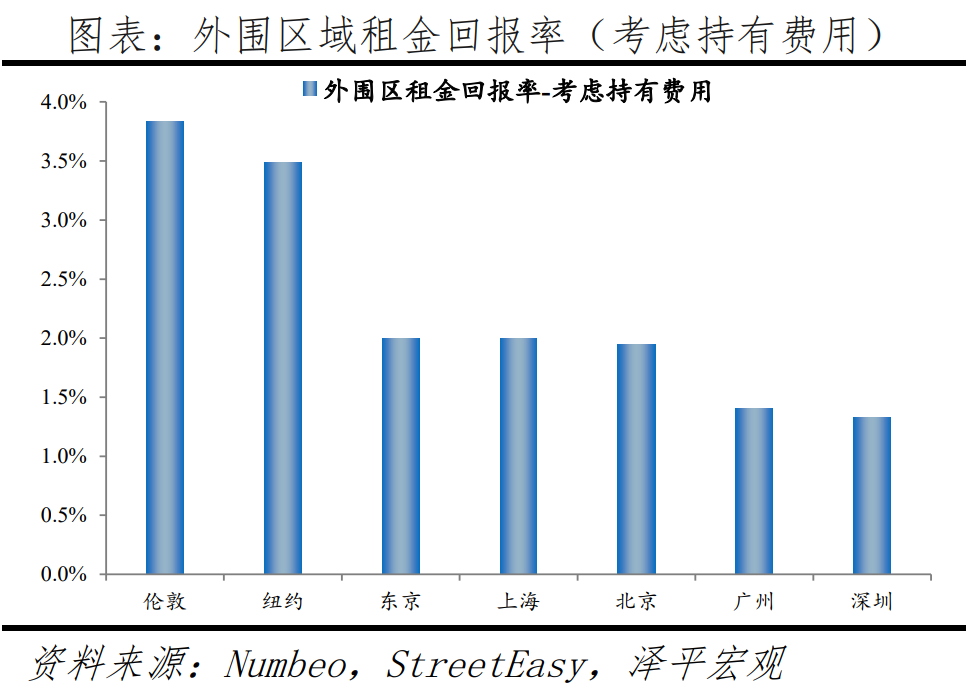 图表：外围区域租金回报率（考虑持有费用）
外围区租金回报率-考虑持有费用
4.0%
3.5%
3.0%
2.5%
2.0%
1.5%
1.0%
0.5%
0.0%
伦敦 纽约 东京 上海 北京 广州 深圳
资料来源：Numbeo，StreetEasy，泽平宏观